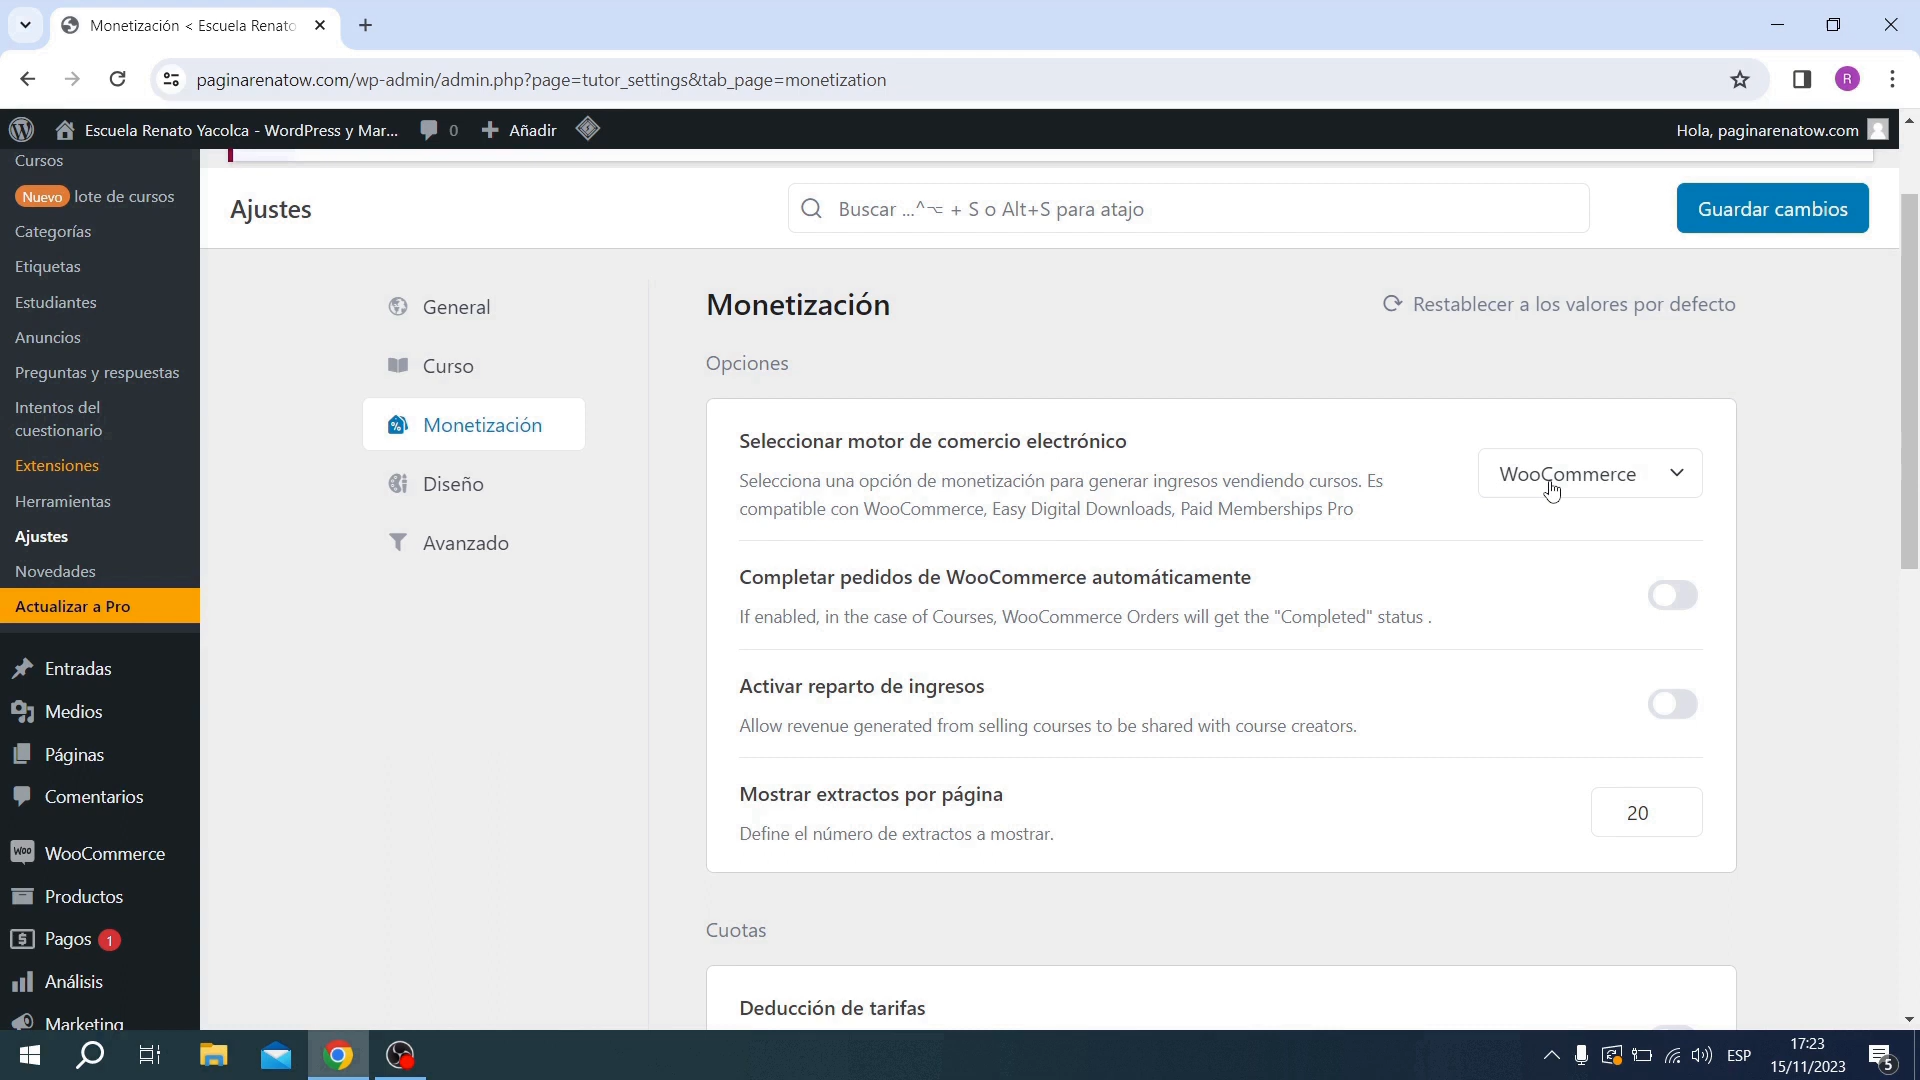 Monetización < Escuela Renato
paginarenatow.com/wp-admin/admin.php?page=tutor_settings&tab_page=monetization
R
Escuela Renato Yacolca - WordPress y Mar...
0
Añadir
Hola, paginarenatow.com
Cursos
Nuevo lote de cursos
Categorías
Etiquetas
Estudiantes
Anuncios
Preguntas y respuestas
Intentos del
cuestionario
Extensiones
Herramientas
Ajustes
Novedades
Actualizar a Pro
Entradas
Medios
Páginas
Comentarios
Woo WooCommerce
Productos
Pagos 1
Análisis
Marketing
Ajustes
Buscar ...^⌥ + S o Alt+S para atajo
Guardar cambios
General
Curso
Monetización
Diseño
Avanzado
Monetización
Restablecer a los valores por defecto
Opciones
Seleccionar motor de comercio electrónico
Selecciona una opción de monetización para generar ingresos vendiendo cursos. Es
compatible con WooCommerce, Easy Digital Downloads, Paid Memberships Pro
WooCommerce
Completar pedidos de WooCommerce automáticamente
If enabled, in the case of Courses, WooCommerce Orders will get the "Completed" status .
Activar reparto de ingresos
Allow revenue generated from selling courses to be shared with course creators.
Mostrar extractos por página
Define el número de extractos a mostrar.
20
Cuotas
Deducción de tarifas
ESP
17:23
15/11/2023
5